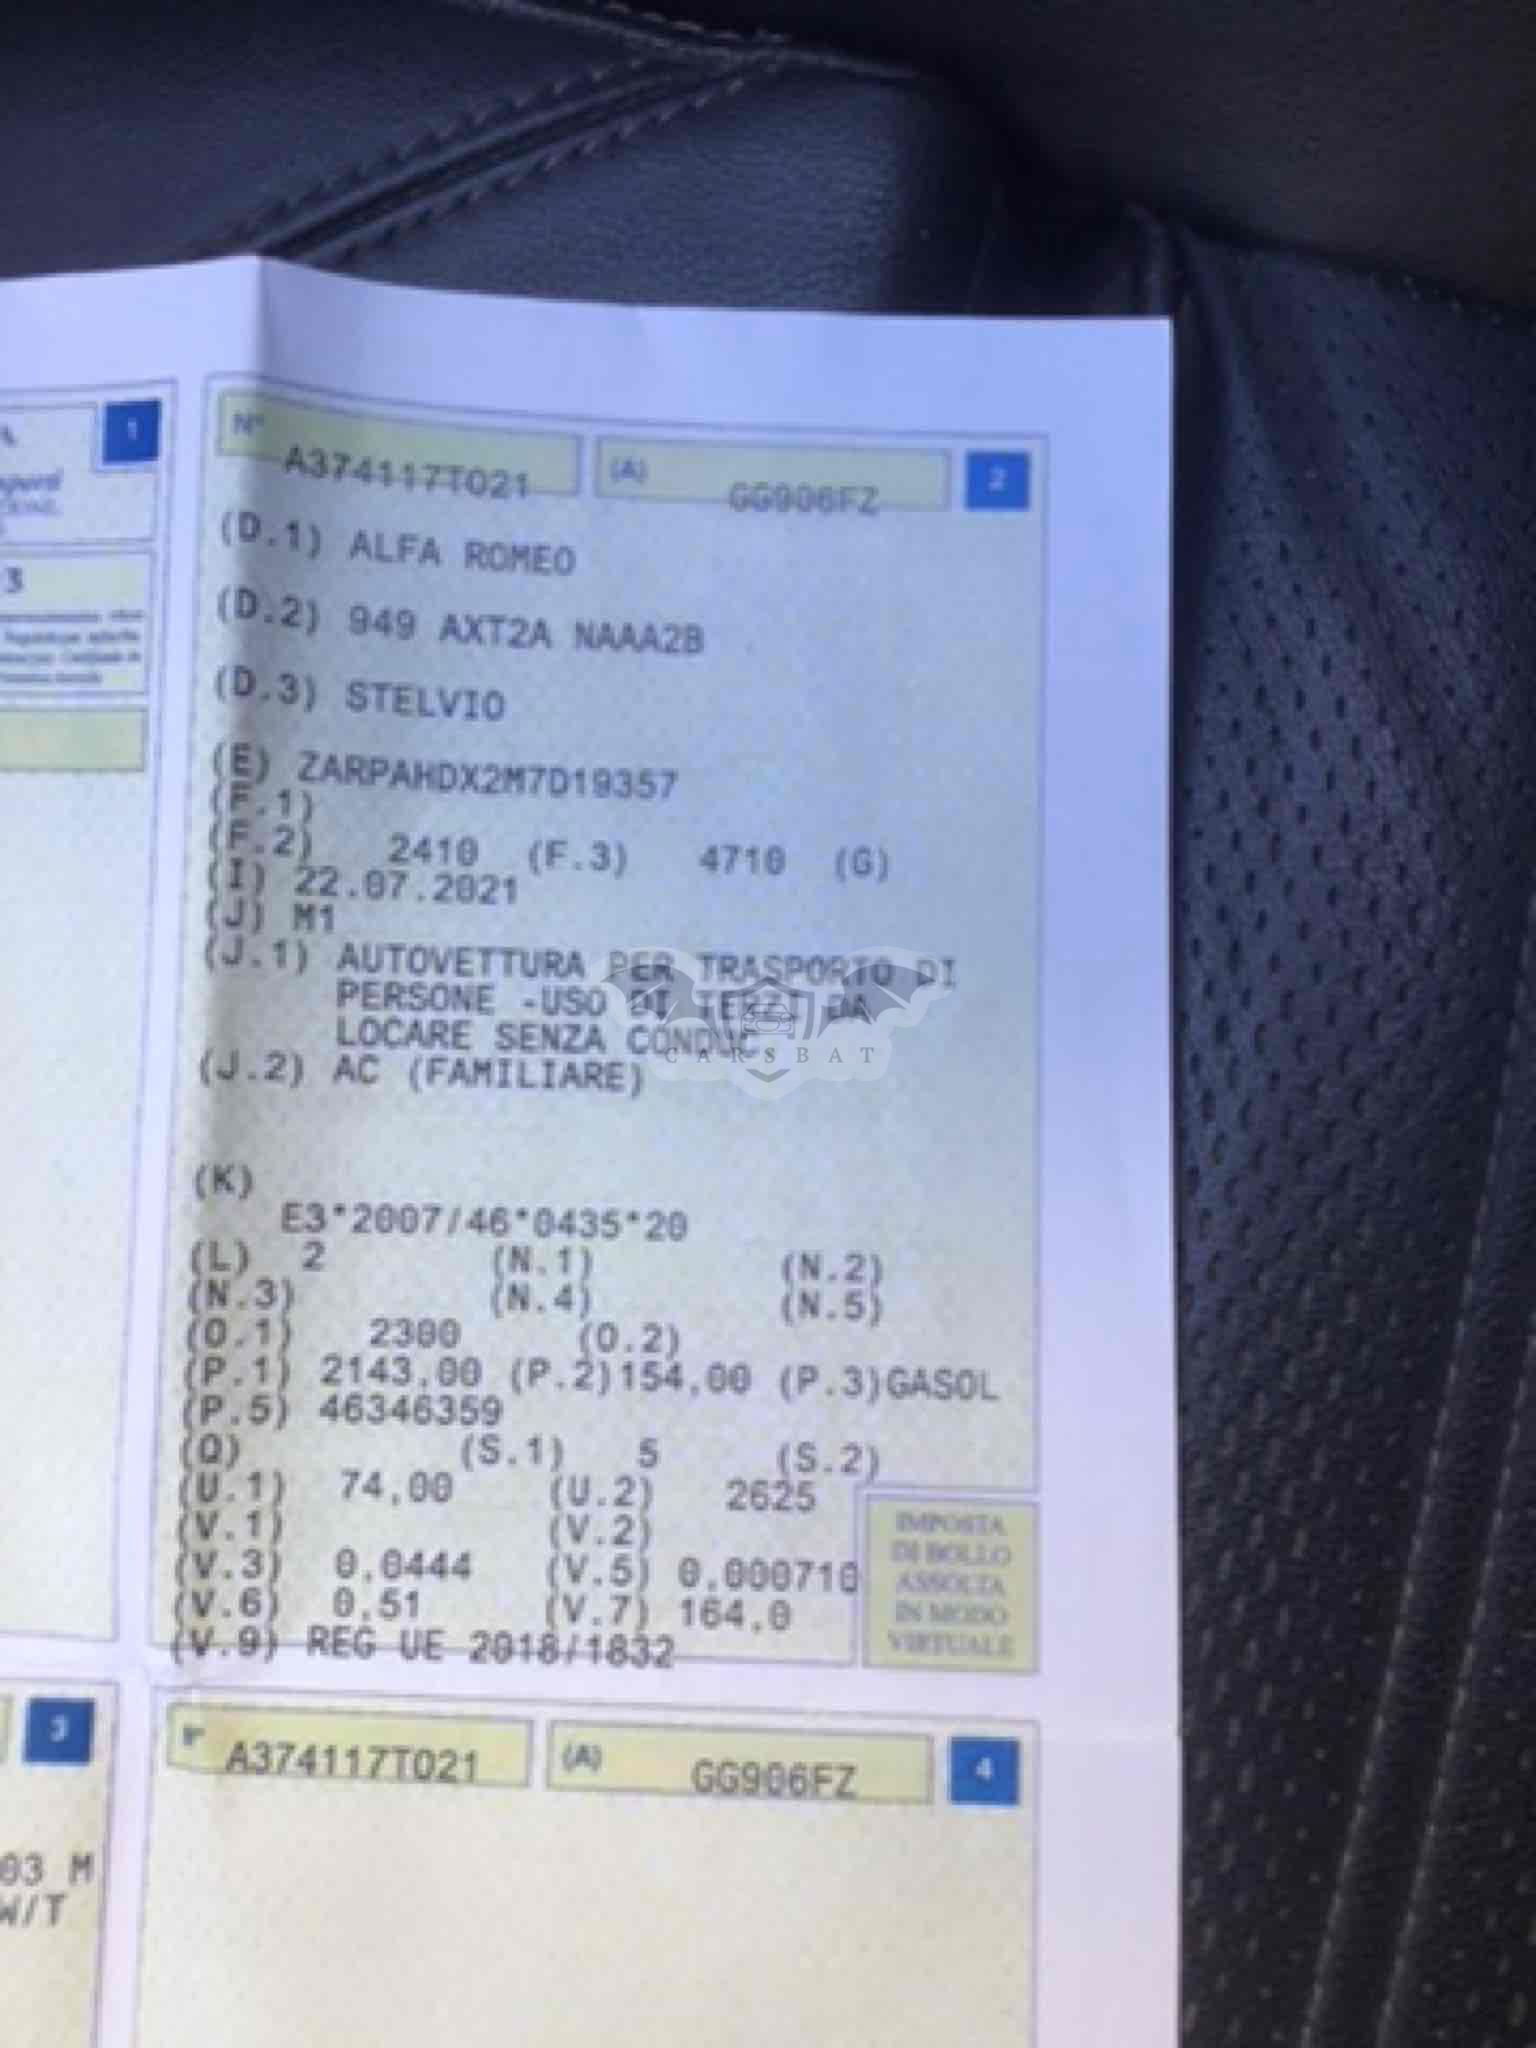 1
3
N°
A374117TO21
(A)
GG906FZ
2
(D.1) ALFA ROMEO
(D.2) 949 AXT2A NAAA2B
(D.3) STELVIO
(E) ZARPAHDX2M7D19357
(F.1)
(F.2) 2410 (F.3) 4710 (G)
(I) 22.07.2021
(J) M1
(J.1) AUTOVETTURA PER TRASPORTO DI
PERSONE -USO DI TERZI DA
LOCARE SENZA CONDUC
CARSBAT
(J.2) AC (FAMILIARE)
(K)
E3*2007/46*0435*20
(L) 2 (N.1) (N.2)
(N.3) (N.4) (N.5)
(O.1) 2300 (O.2)
(P.1) 2143,00 (P.2)154,00 (P.3)GASOL
(P.5) 46346359
(Q) (S.1) 5 (S.2)
(U.1) 74,00 (U.2) 2625
(V.1) (V.2)
(V.3) 0,0444 (V.5) 0,000710
(V.6) 0,51 (V.7) 164,0
(V.9) REG UE 2018/1832
IMPOSTA
DI BOLLO
ASSOLTA
IN MODO
VIRTUALE
3
03 M
W/T
A374117TO21
(A)
GG906FZ
4